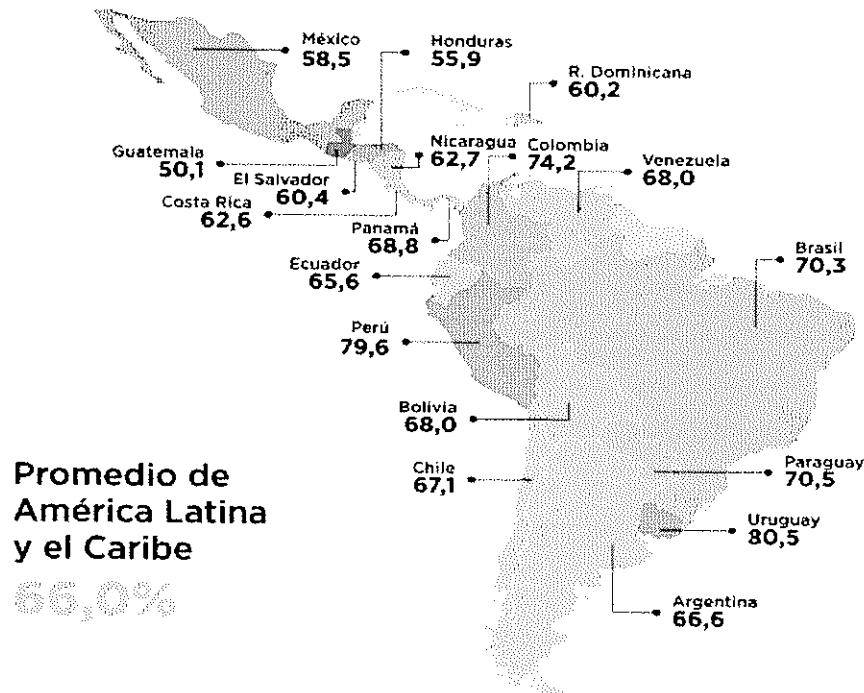 México
58,5
Honduras
55,9
R. Dominicana
60,2
Guatemala
50,1
El Salvador
60,4
Nicaragua
62,7
Colombia
74,2
Venezuela
68,0
Costa Rica
62,6
Panamá
68,8
Ecuador
65,6
Brasil
70,3
Perú
79,6
Bolivia
68,0
Chile
67,1
Paraguay
70,5
Uruguay
80,5
Argentina
66,6
Promedio de
América Latina
y el Caribe
66,0%